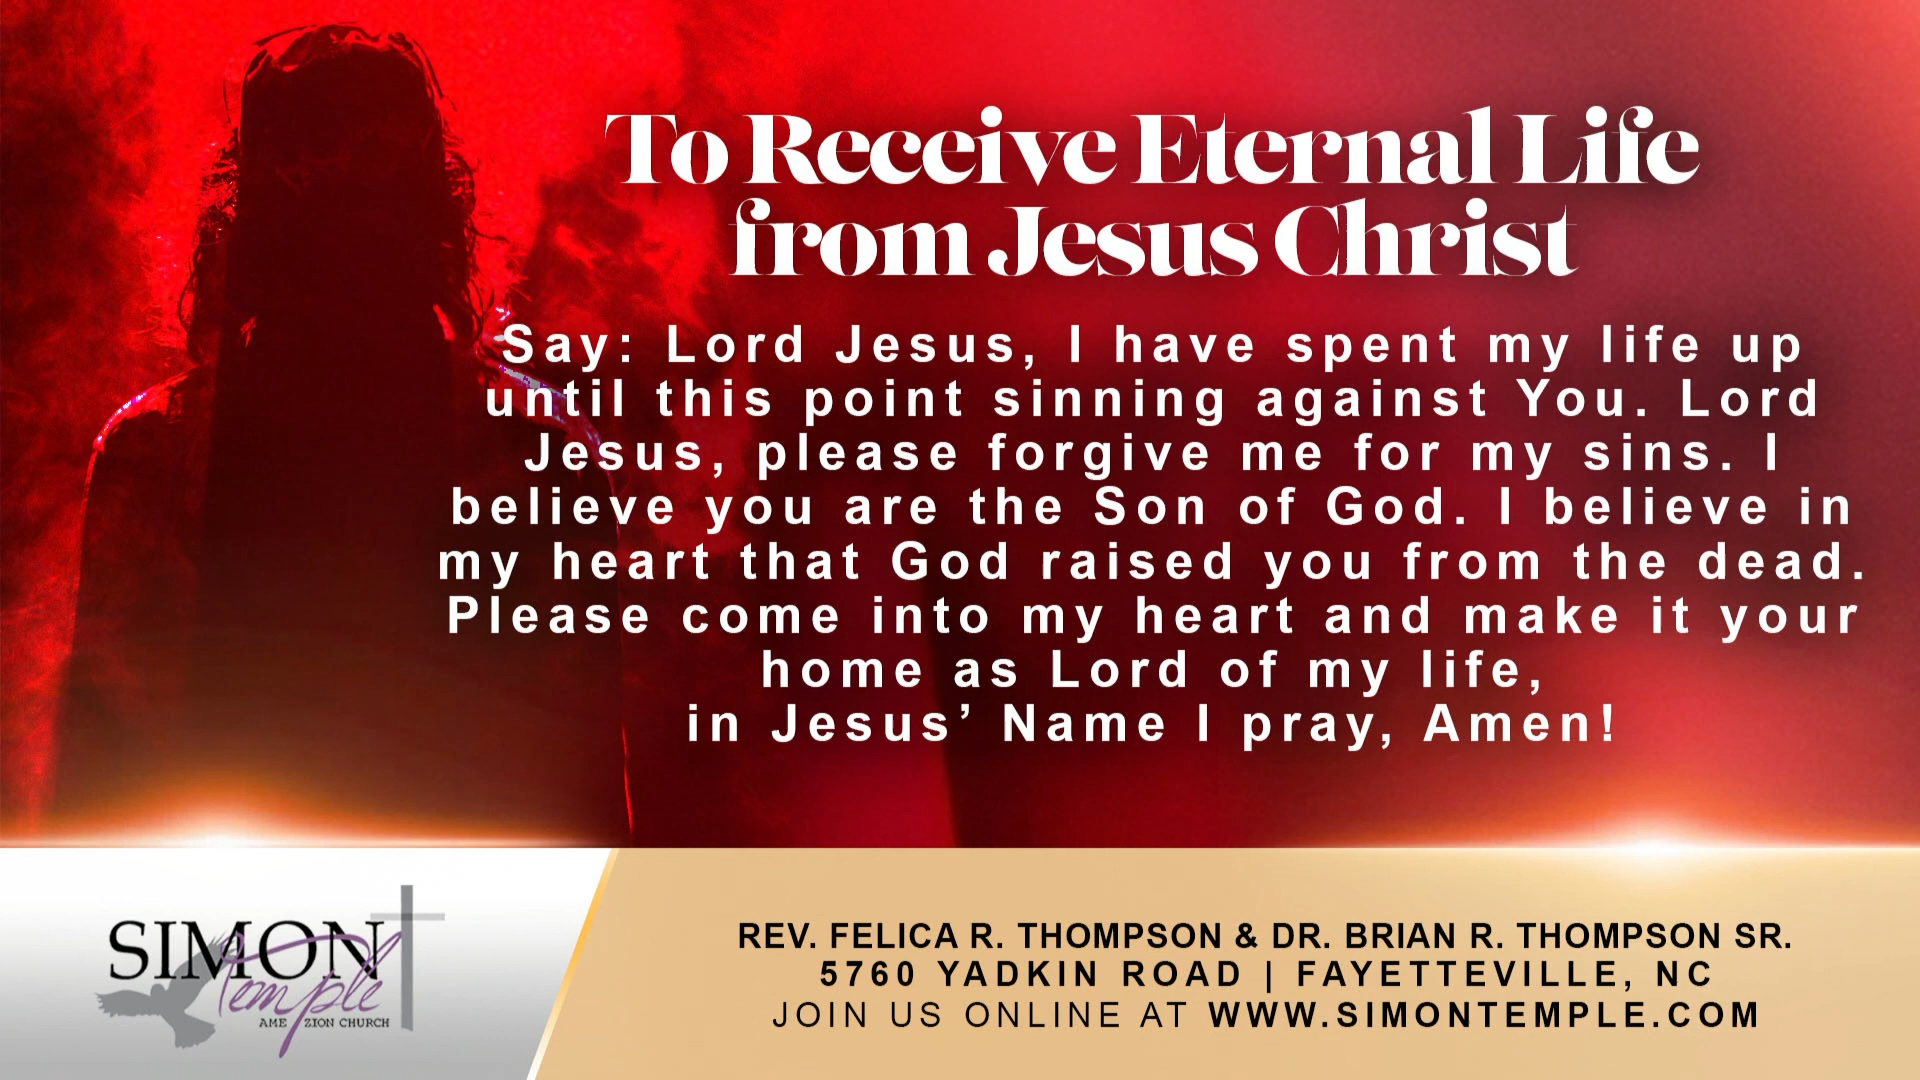 To Receive Eternal Life
from Jesus Christ
Say: Lord Jesus, I have spent my life up
until this point sinning against You. Lord
Jesus, please forgive me for my sins. I
believe you are the Son of God. I believe in
my heart that God raised you from the dead.
Please come into my heart and make it your
home as Lord of my life,
in Jesus’ Name I pray, Amen!
SIMON
Temple
AME ZION CHURCH
REV. FELICA R. THOMPSON & DR. BRIAN R. THOMPSON SR.
5760 YADKIN ROAD | FAYETTEVILLE, NC
JOIN US ONLINE AT WWW.SIMONTEMPLE.COM